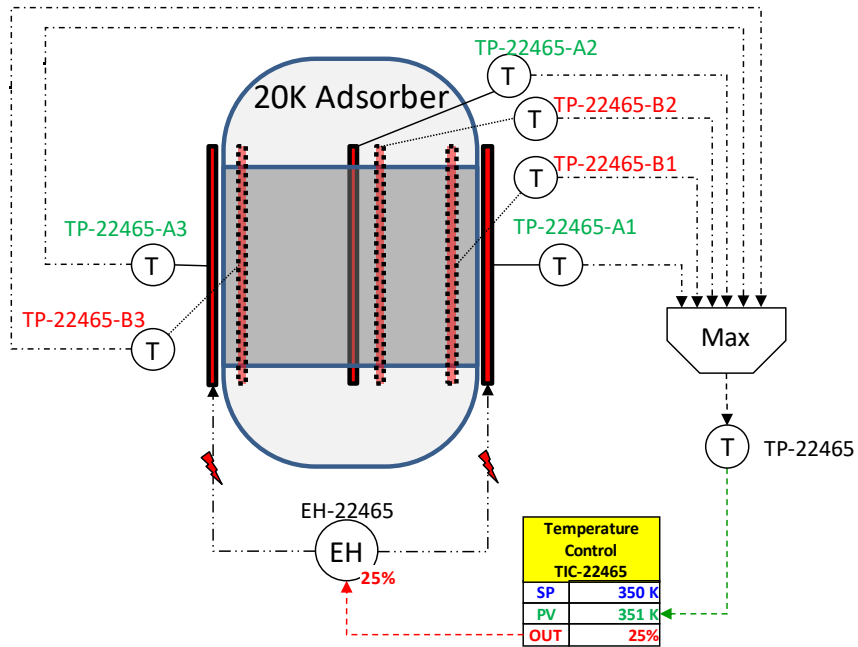 TP-22465-A2
T
20K Adsorber
TP-22465-B2
T
TP-22465-B1
T
TP-22465-A3
T
TP-22465-A1
T
TP-22465-B3
T
Max
T
TP-22465
EH-22465
EH
25%
Temperature
Control
TIC-22465
SP 350 K
PV 351 K
OUT 25%